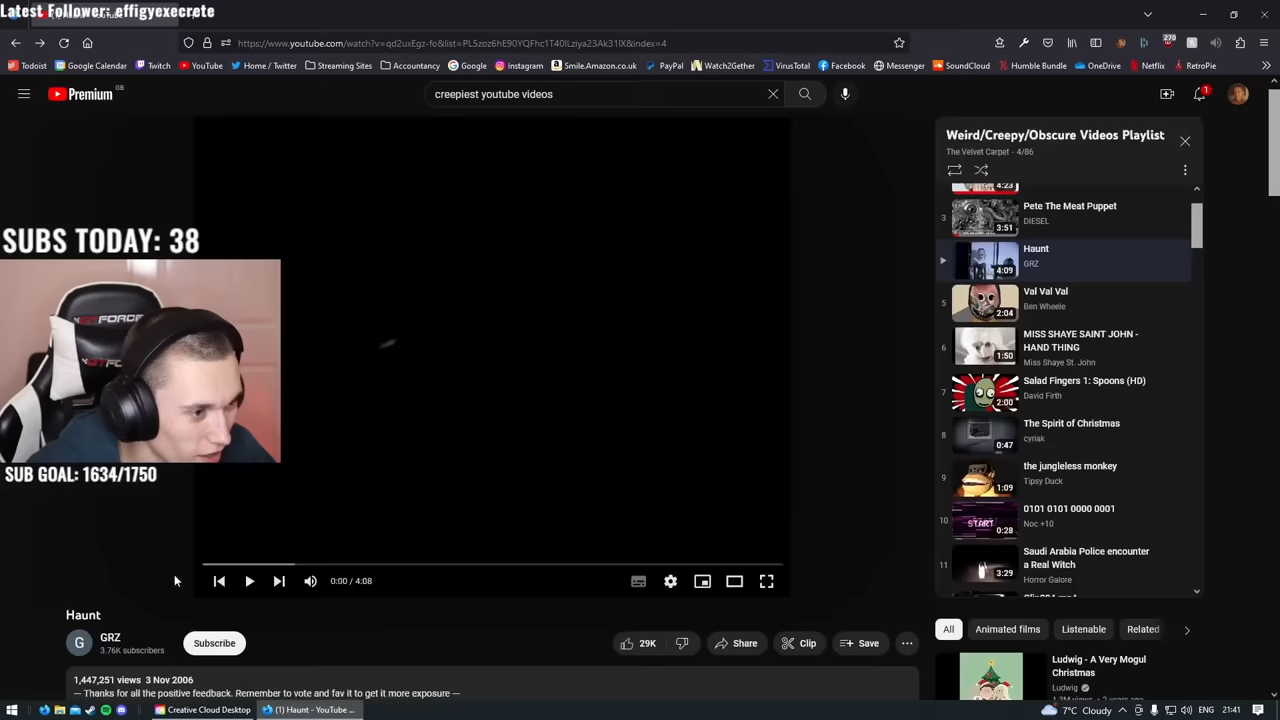 Latest Follower: effigyexecrete
https://www.youtube.com/watch?v=qd2uxEgz-fo&list=PL5zoz6hE90YQFhc1T40ILziya23Ak31lX&index=4
270
Todoist
Google Calendar
Twitch
YouTube
Home / Twitter
Streaming Sites
Accountancy
Google
Instagram
Smile.Amazon.co.uk
PayPal
Watch2Gether
VirusTotal
Facebook
Messenger
SoundCloud
Humble Bundle
OneDrive
Netflix
RetroPie
Premium GB
creepiest youtube videos
1
Weird/Creepy/Obscure Videos Playlist
The Velvet Carpet - 4/86
4:23
3
Pete The Meat Puppet
DIESEL
3:51
Haunt
GRZ
4:09
5
Val Val Val
Ben Wheele
2:04
6
MISS SHAYE SAINT JOHN -
HAND THING
Miss Shaye St. John
1:50
7
Salad Fingers 1: Spoons (HD)
David Firth
2:00
8
The Spirit of Christmas
cyriak
0:47
9
the jungleless monkey
Tipsy Duck
1:09
10
0101 0101 0000 0001
Noc +10
START
0:28
11
Saudi Arabia Police encounter
a Real Witch
Horror Galore
3:29
SUBS TODAY: 38
GTFORCE
SUB GOAL: 1634/1750
0:00 / 4:08
Haunt
G
GRZ
3.76K subscribers
Subscribe
29K
Share
Clip
Save
1,447,251 views 3 Nov 2006
— Thanks for all the positive feedback. Remember to vote and fav it to get it more exposure —
All
Animated films
Listenable
Related
Ludwig - A Very Mogul
Christmas
Ludwig
Creative Cloud Desktop
(1) Haunt - YouTube ...
7°C Cloudy
ENG
21:41